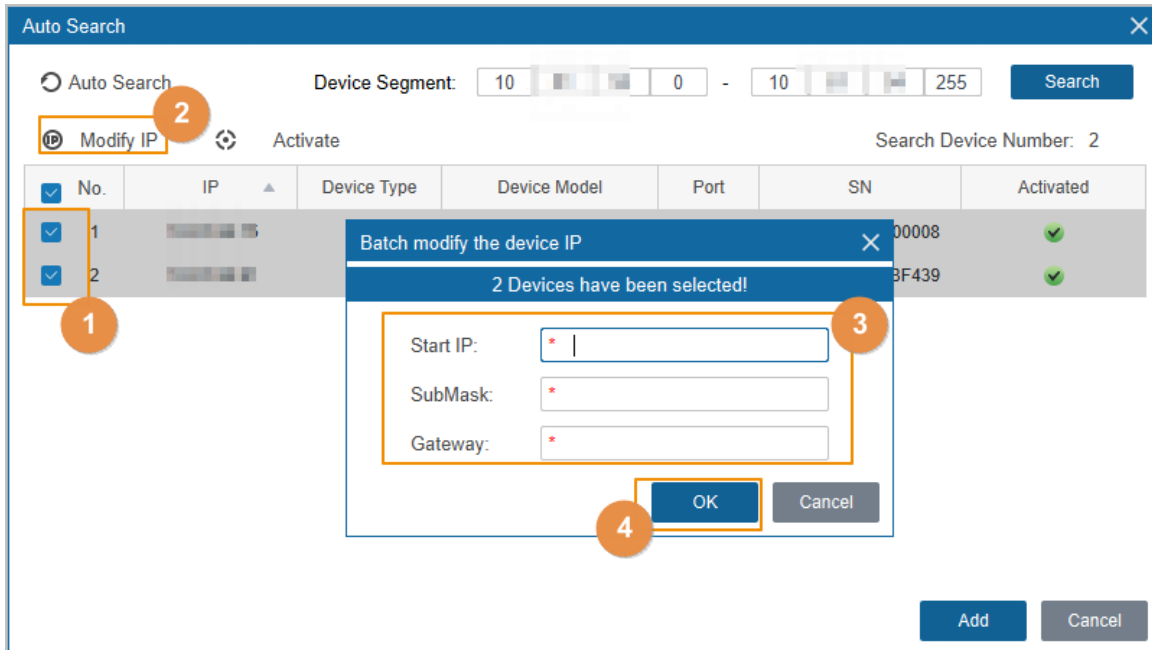 Auto Search
Auto Search Device Segment: 10 0 - 10 255 Search
2
Modify IP Activate Search Device Number: 2
No. IP Device Type Device Model Port SN Activated
1 00008
2 BF439
1
Batch modify the device IP
2 Devices have been selected!
3
Start IP: *
SubMask: *
Gateway: *
OK Cancel
4
Add Cancel